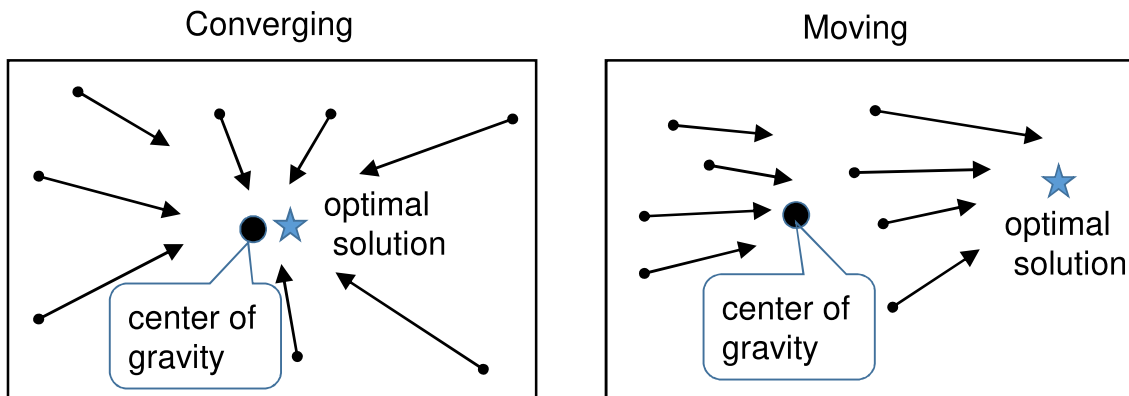 Converging
optimal
solution
center of
gravity
Moving
optimal
solution
center of
gravity